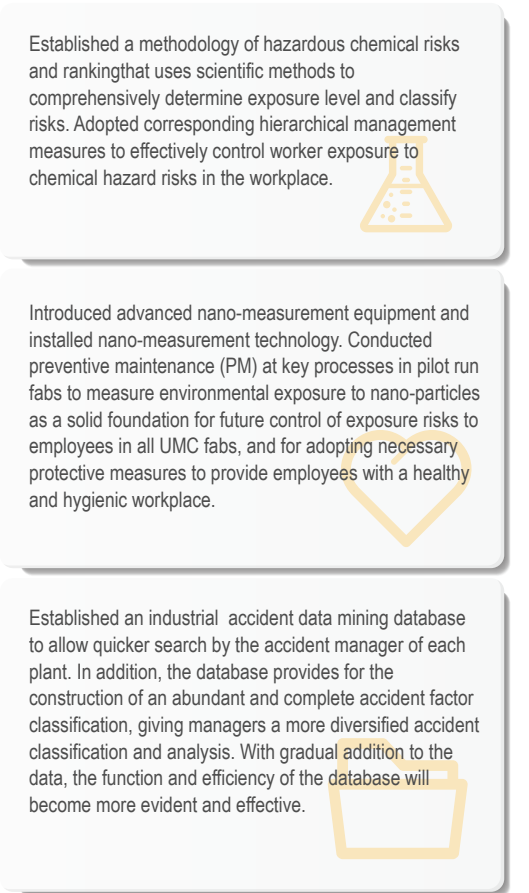 Established a methodology of hazardous chemical risks
and rankingthat uses scientific methods to
comprehensively determine exposure level and classify
risks. Adopted corresponding hierarchical management
measures to effectively control worker exposure to
chemical hazard risks in the workplace.
Introduced advanced nano-measurement equipment and
installed nano-measurement technology. Conducted
preventive maintenance (PM) at key processes in pilot run
fabs to measure environmental exposure to nano-particles
as a solid foundation for future control of exposure risks to
employees in all UMC fabs, and for adopting necessary
protective measures to provide employees with a healthy
and hygienic workplace.
Established an industrial  accident data mining database
to allow quicker search by the accident manager of each
plant. In addition, the database provides for the
construction of an abundant and complete accident factor
classification, giving managers a more diversified accident
classification and analysis. With gradual addition to the
data, the function and efficiency of the database will
become more evident and effective.